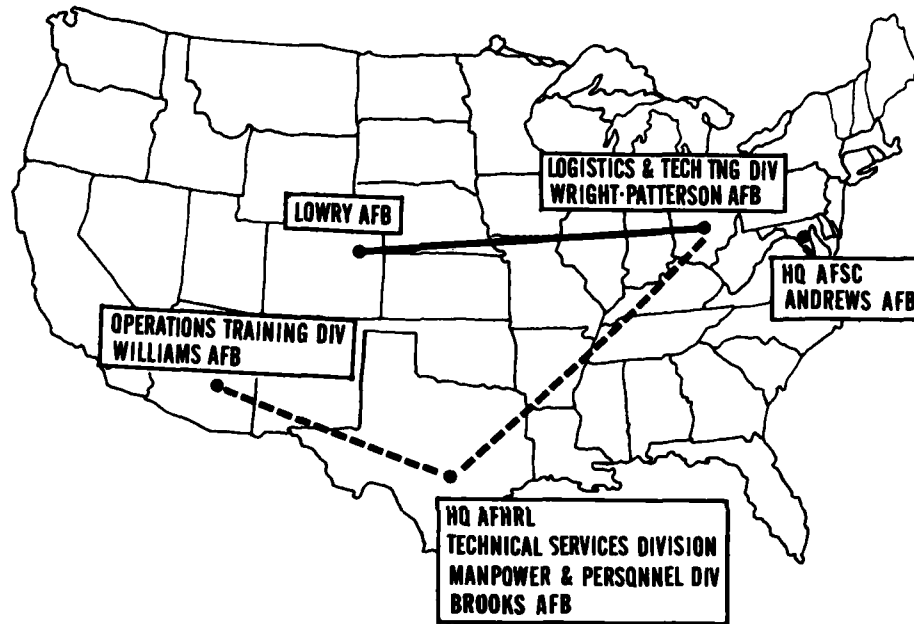 LOGISTICS & TECH TNG DIV
WRIGHT-PATTERSON AFB
LOWRY AFB
HQ AFSC
ANDREWS AFB
OPERATIONS TRAINING DIV
WILLIAMS AFB
HQ AFHRL
TECHNICAL SERVICES DIVISION
MANPOWER & PERSONNEL DIV
BROOKS AFB